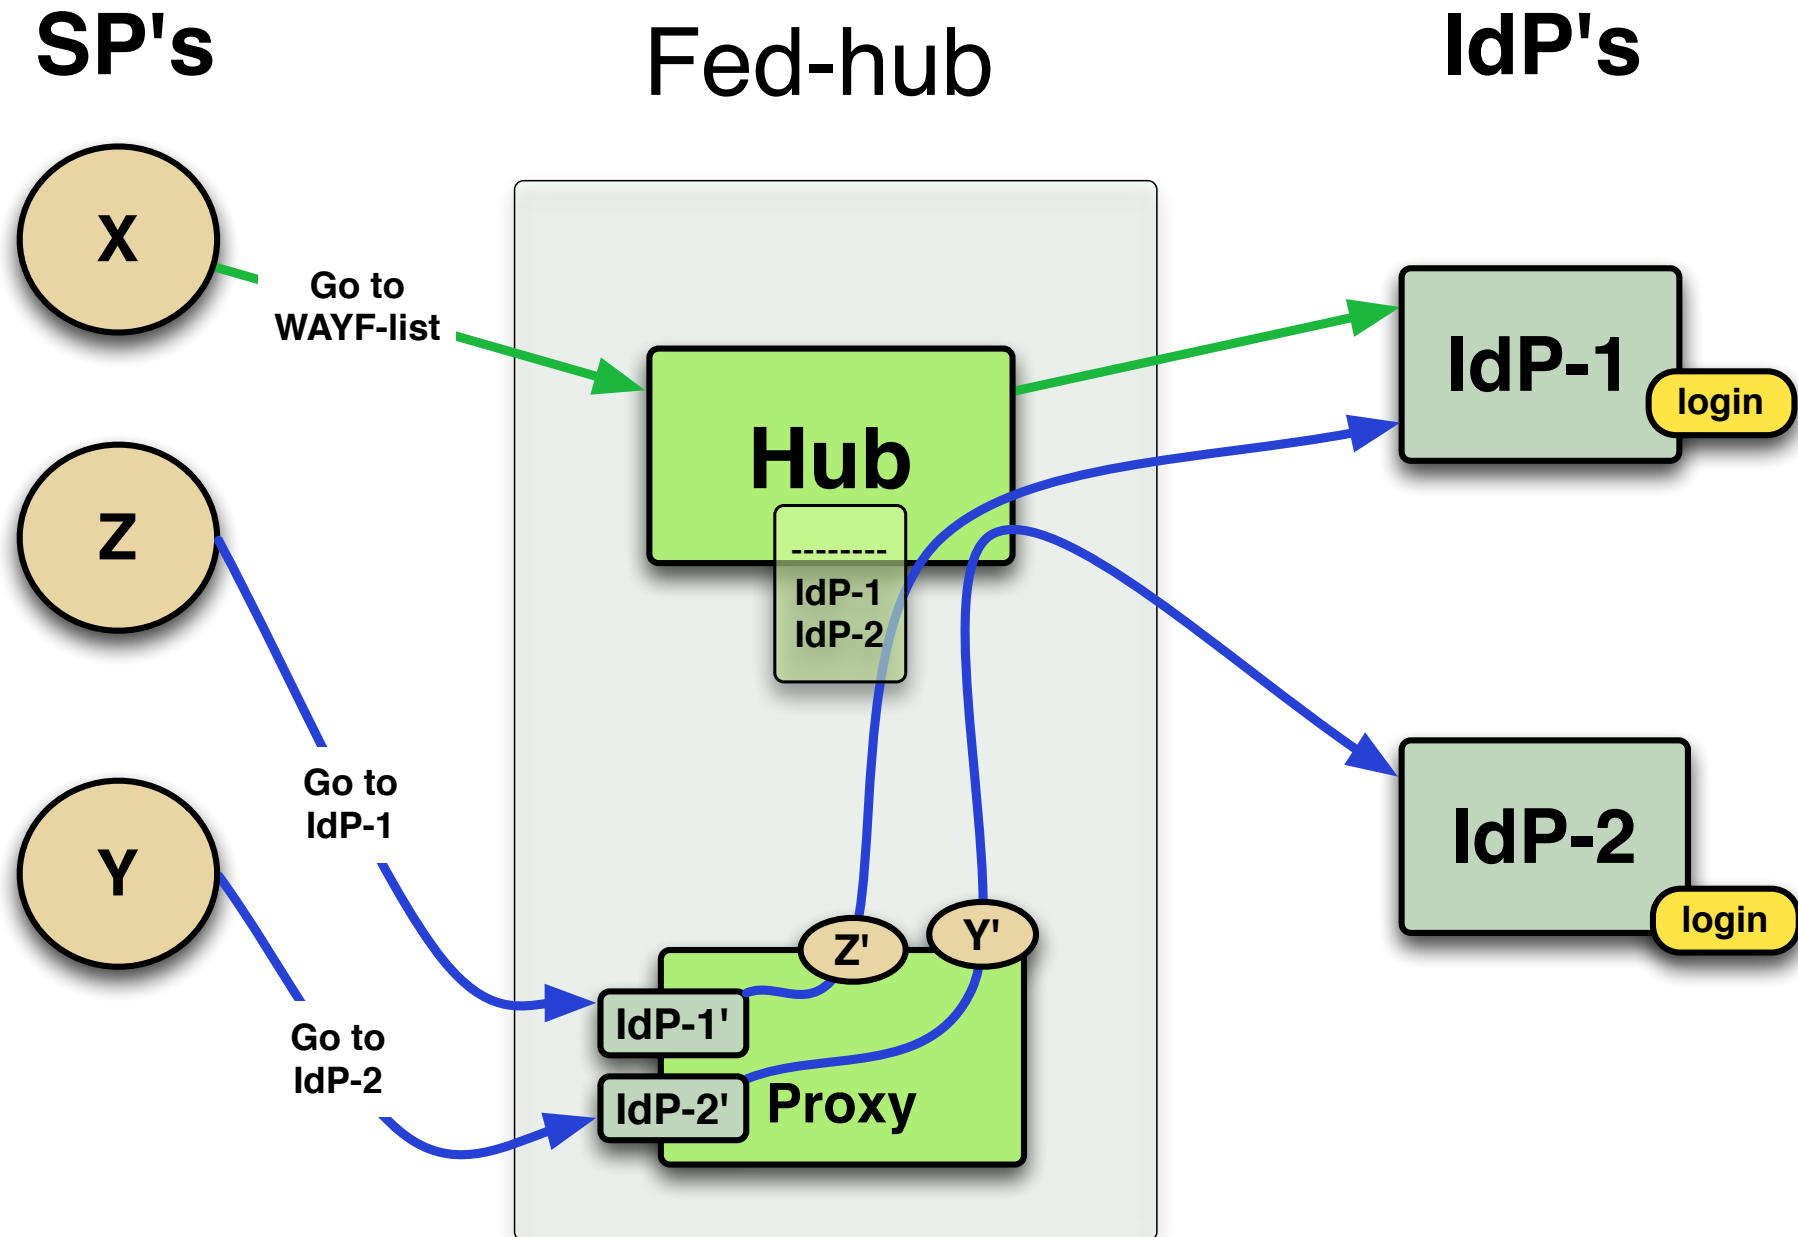 SP's
Fed-hub
IdP's
X
Go to
WAYF-list
Hub
--------
IdP-1
IdP-2
IdP-1
login
Z
Go to
IdP-1
Y
Go to
IdP-2
Z'
Y'
IdP-1'
IdP-2'
Proxy
IdP-2
login